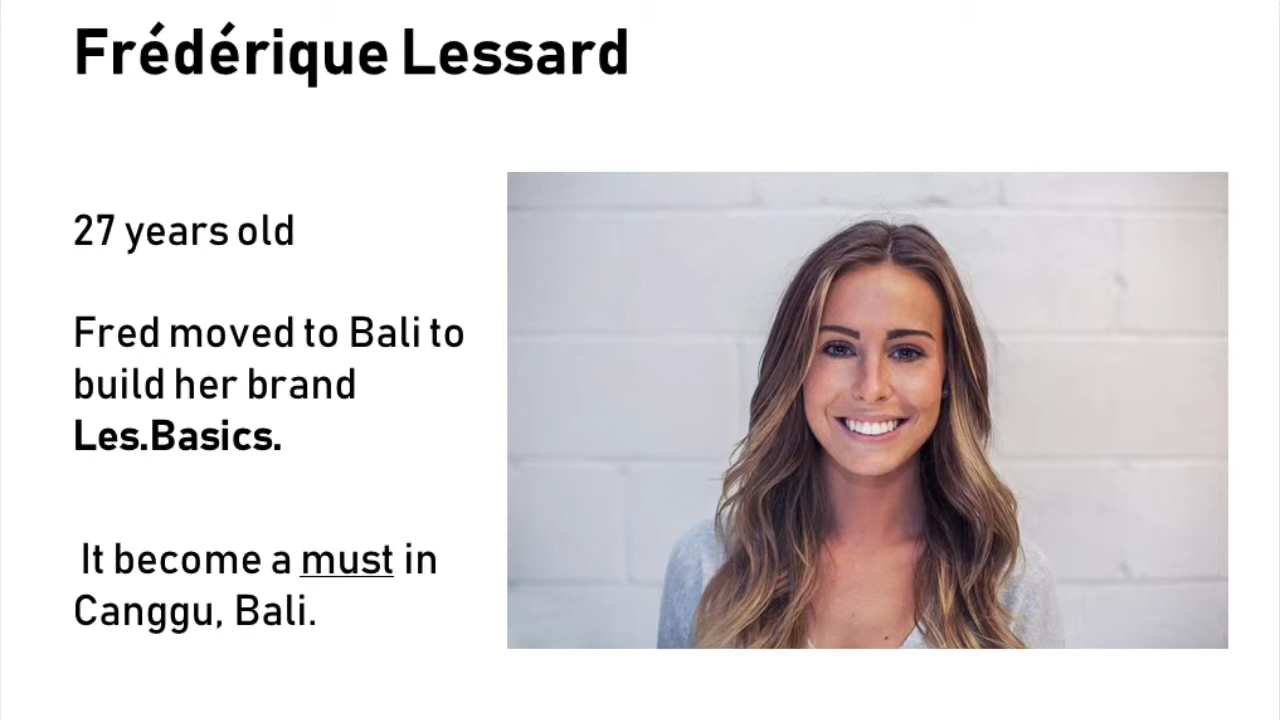 Frédérique Lessard
27 years old
Fred moved to Bali to
build her brand
Les.Basics.
It become a must in
Canggu, Bali.